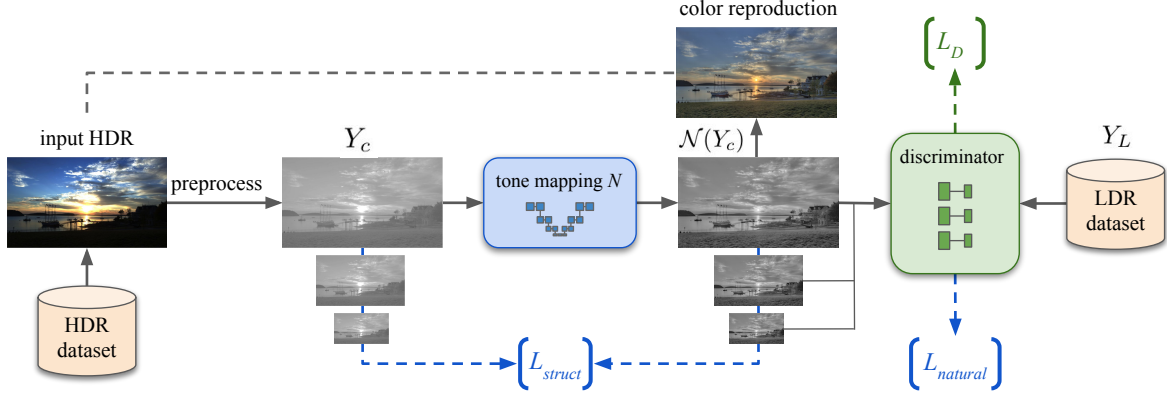 color reproduction
L_D
input HDR
Y_c
N(Y_c)
discriminator
Y_L
preprocess
tone mapping N
LDR
dataset
HDR
dataset
L_struct
L_natural